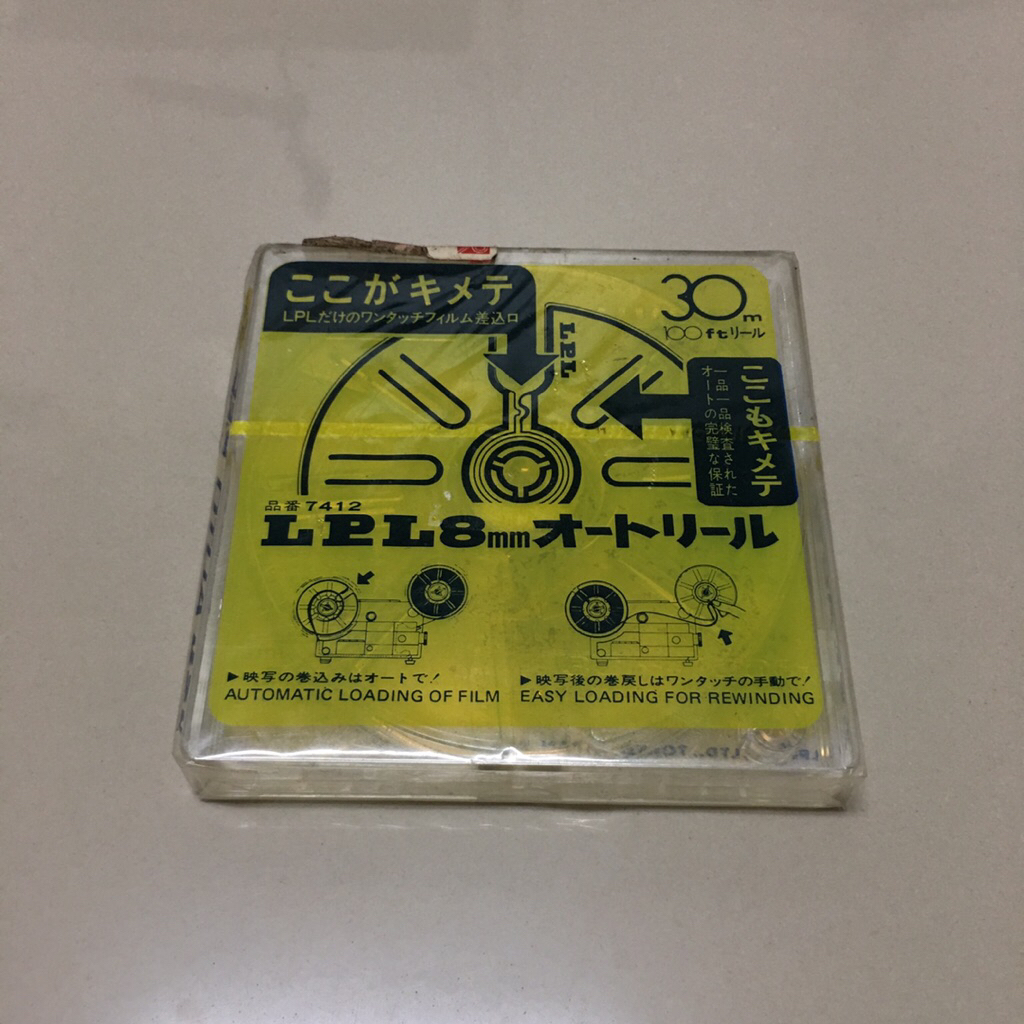 ここがキメテ
LPLだけのワンタッチフィルム差込口
30m
100ftリール
LPL
ここもキメテ
一品一品検査された
オートの完璧な保証
品番7412
LPL8mmオートリール
▶映写の巻込みはオートで!
AUTOMATIC LOADING OF FILM
▶映写後の巻戻しはワンタッチの手動で!
EASY LOADING FOR REWINDING